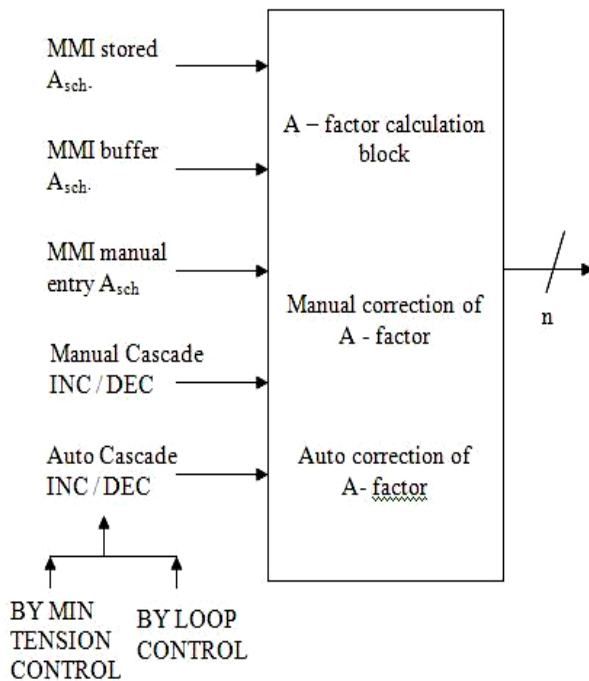 MMI stored
Asch.
A – factor calculation
block
MMI buffer
Asch.
MMI manual
entry Asch
Manual correction of
A - factor
n
Manual Cascade
INC / DEC
Auto Cascade
INC / DEC
Auto correction of
A- factor
BY MIN
TENSION
CONTROL
BY LOOP
CONTROL